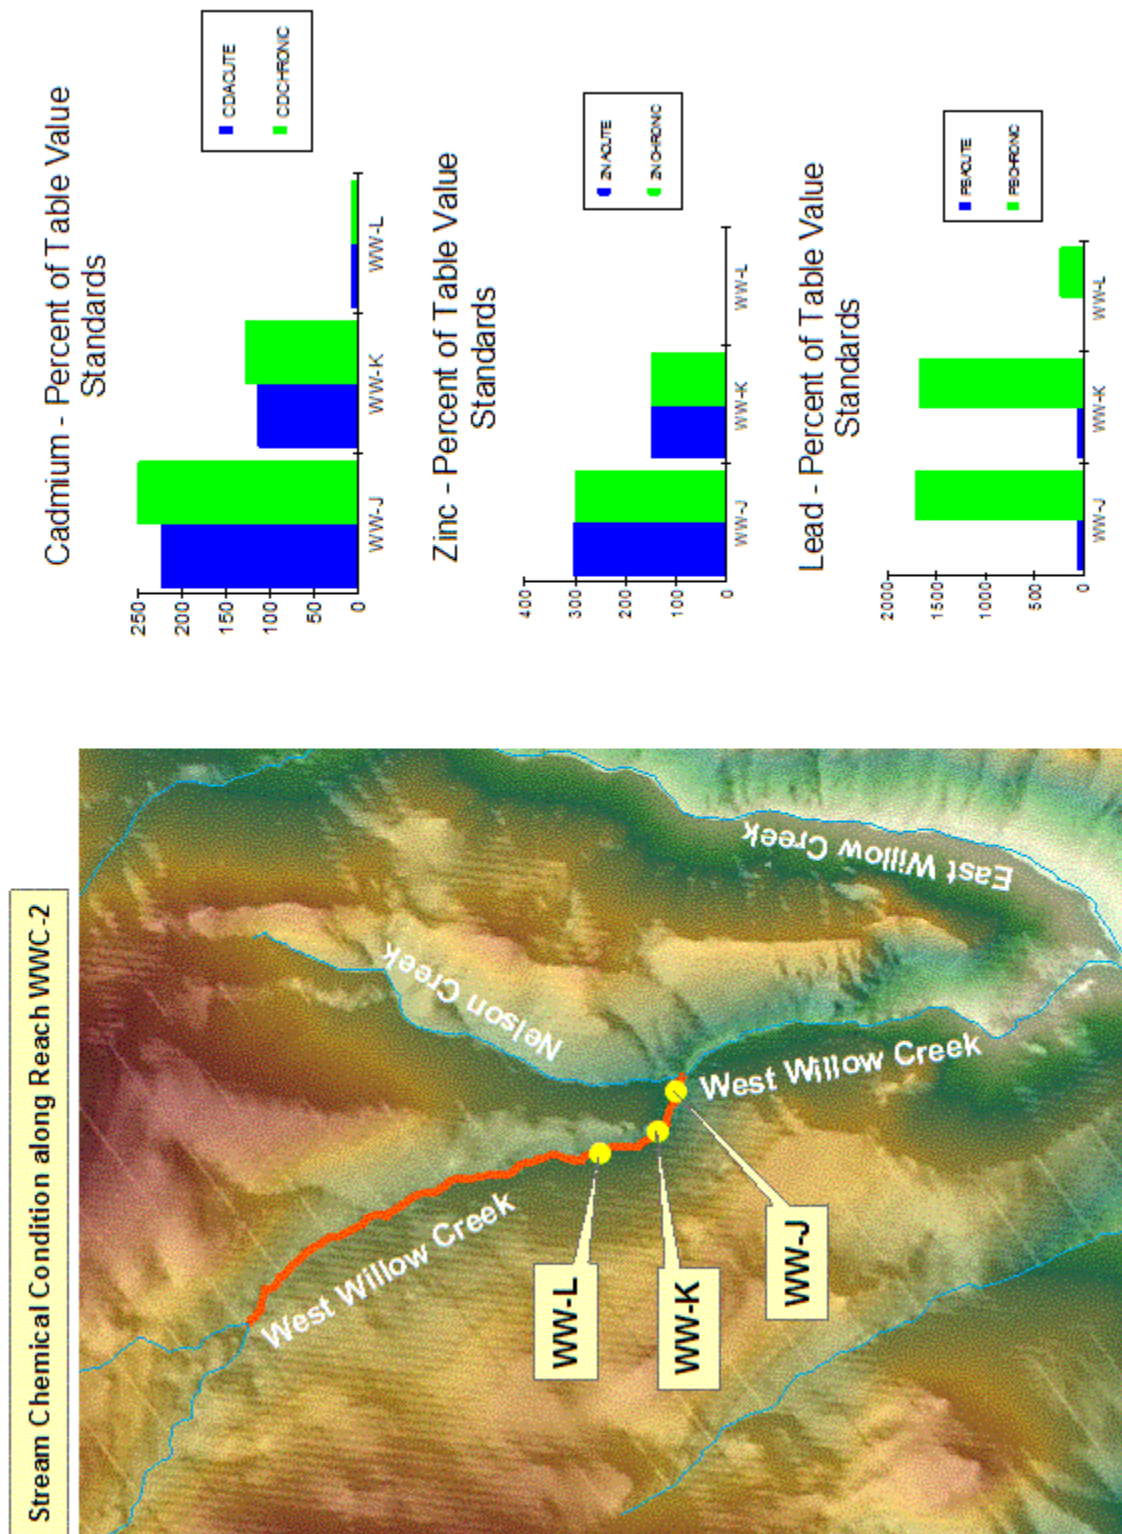 Stream Chemical Condition along Reach WWC-2
West Willow Creek
Nelson Creek
East Willow Creek
West Willow Creek
WW-L
WW-K
WW-J
Cadmium - Percent of Table Value
Standards
250
200
150
100
50
0
WW-J
WW-K
WW-L
CDACUTE
CDCHRONIC
Zinc - Percent of Table Value
Standards
400
300
200
100
0
WW-J
WW-K
WW-L
ZNACUTE
ZNCHRONIC
Lead - Percent of Table Value
Standards
2000
1500
1000
500
0
WW-J
WW-K
WW-L
PBACUTE
PBCHRONIC